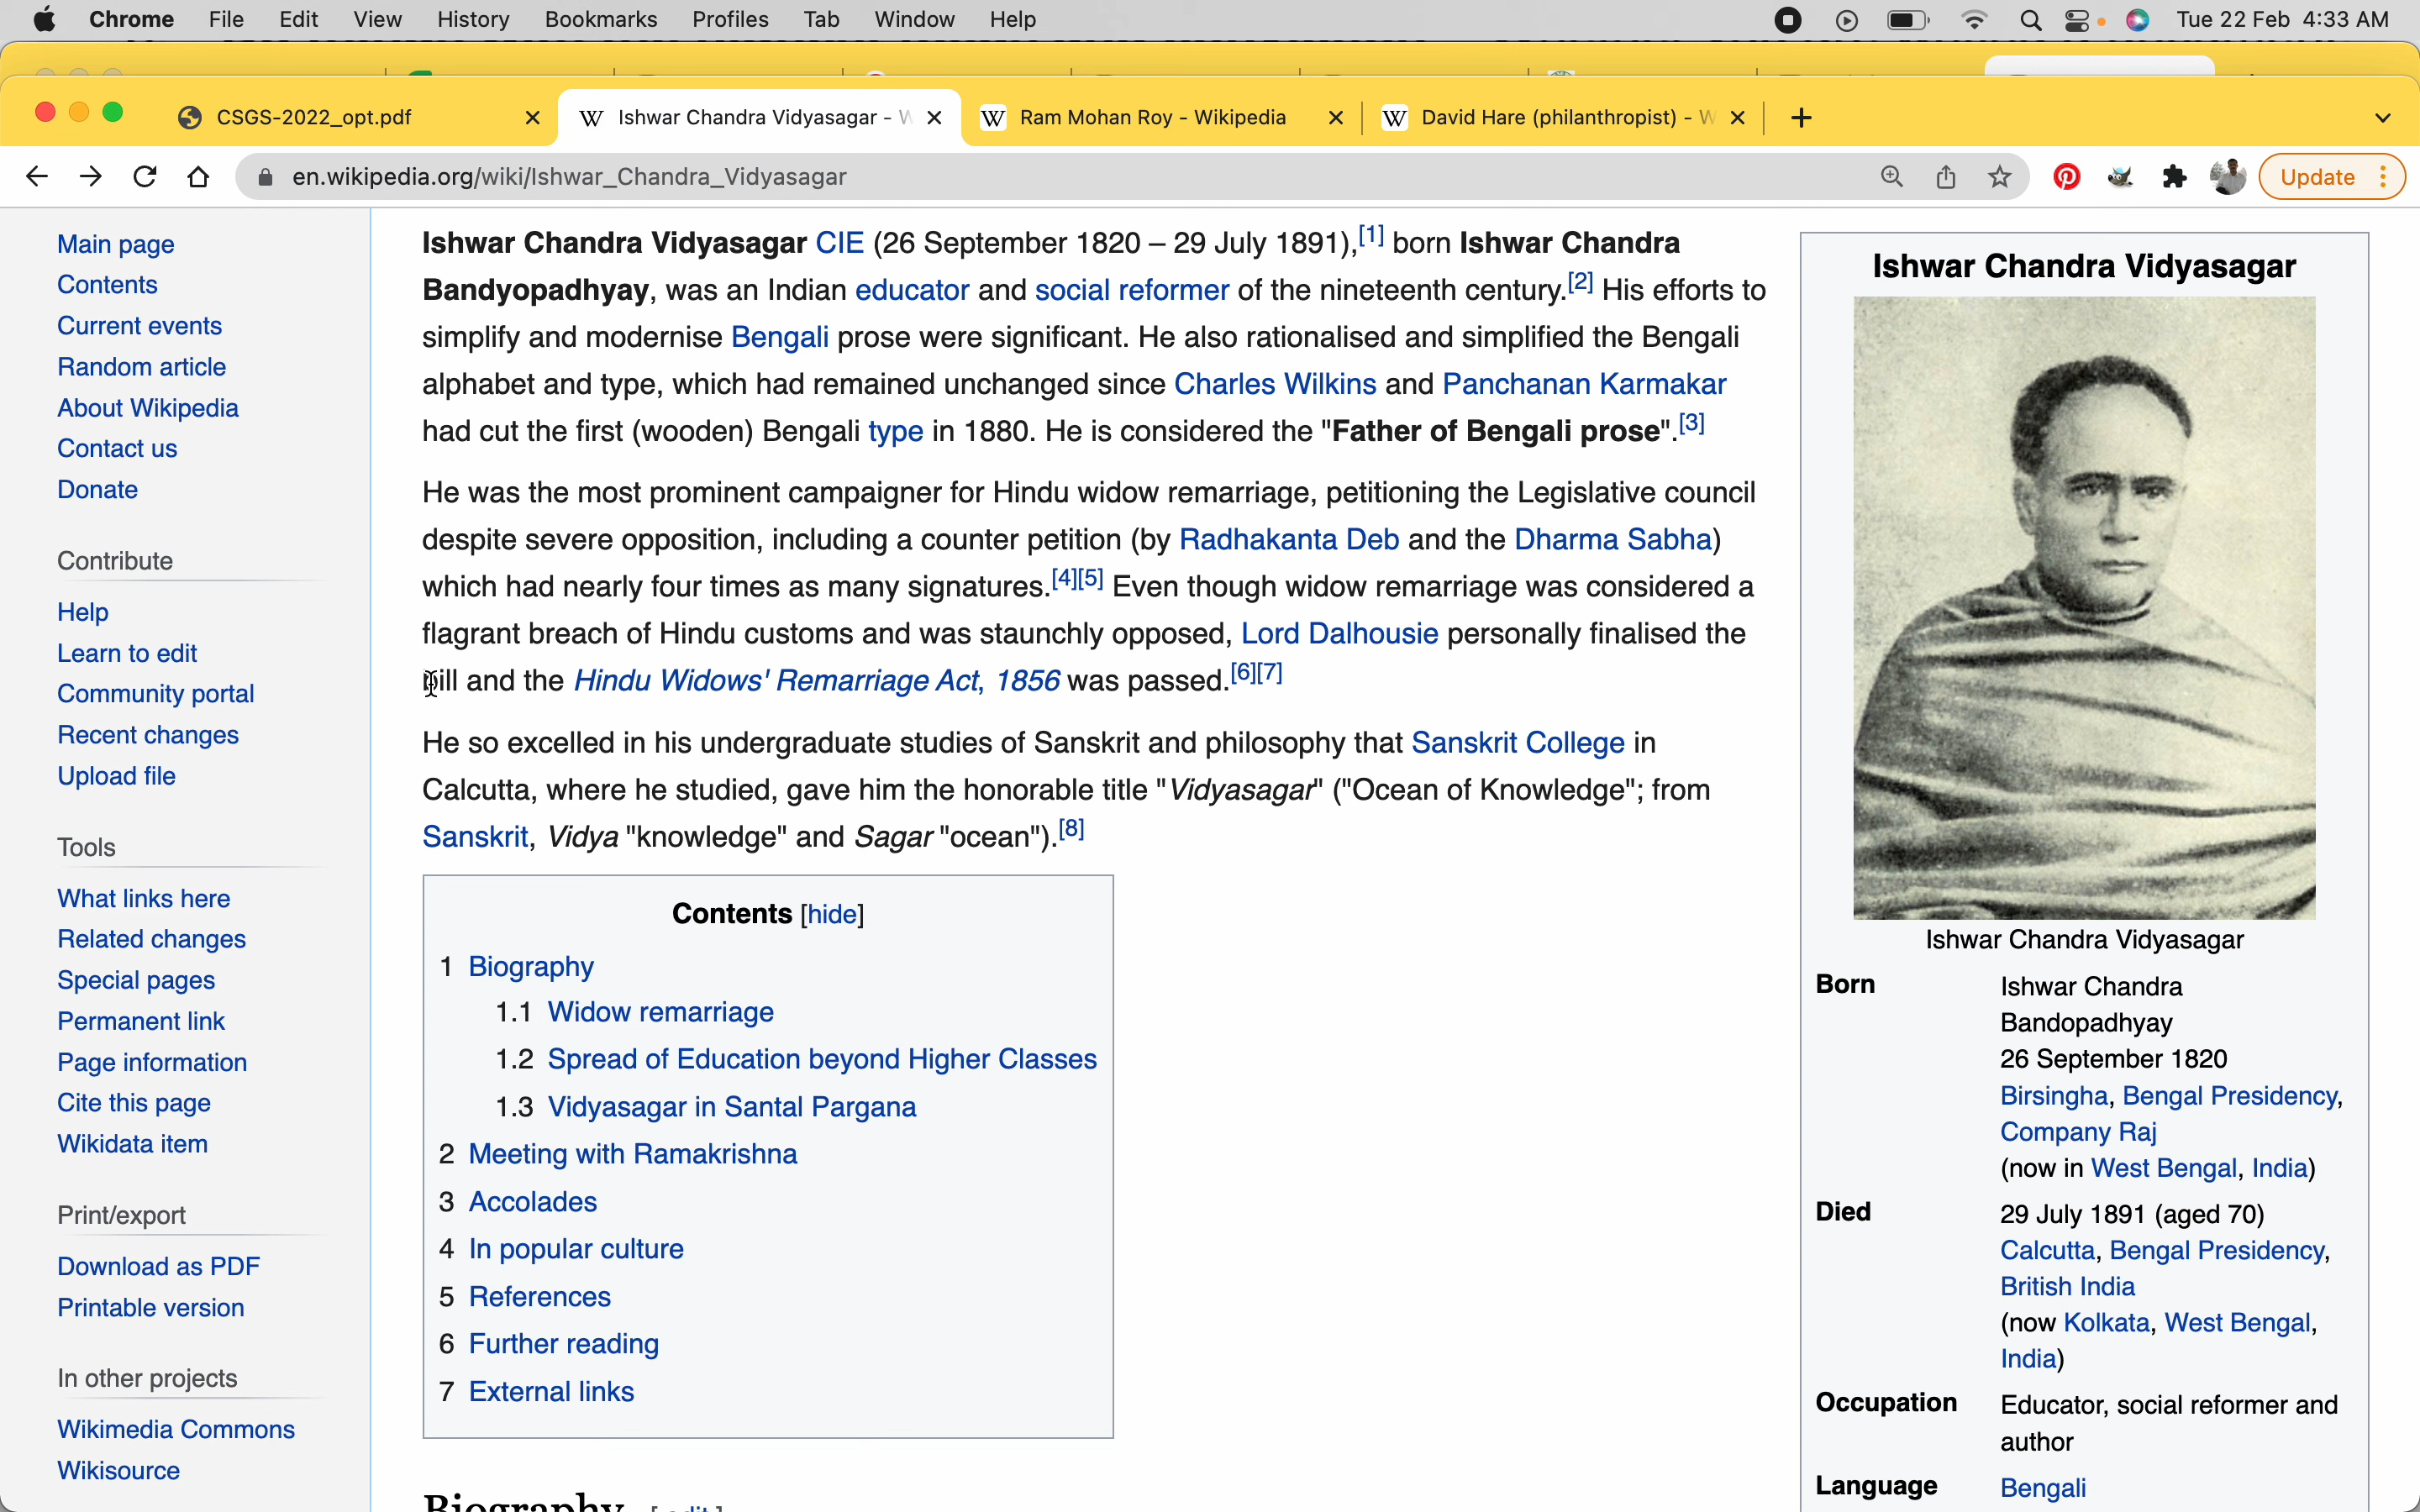 Chrome File Edit View History Bookmarks Profiles Tab Window Help Tue 22 Feb 4:33 AM
CSGS-2022_opt.pdf
Ishwar Chandra Vidyasagar - W
Ram Mohan Roy - Wikipedia
David Hare (philanthropist) - W
en.wikipedia.org/wiki/Ishwar_Chandra_Vidyasagar
Update
Main page
Contents
Current events
Random article
About Wikipedia
Contact us
Donate
Contribute
Help
Learn to edit
Community portal
Recent changes
Upload file
Tools
What links here
Related changes
Special pages
Permanent link
Page information
Cite this page
Wikidata item
Print/export
Download as PDF
Printable version
In other projects
Wikimedia Commons
Wikisource
Ishwar Chandra Vidyasagar CIE (26 September 1820 – 29 July 1891),[1] born Ishwar Chandra
Bandyopadhyay, was an Indian educator and social reformer of the nineteenth century.[2] His efforts to
simplify and modernise Bengali prose were significant. He also rationalised and simplified the Bengali
alphabet and type, which had remained unchanged since Charles Wilkins and Panchanan Karmakar
had cut the first (wooden) Bengali type in 1880. He is considered the "Father of Bengali prose".[3]
He was the most prominent campaigner for Hindu widow remarriage, petitioning the Legislative council
despite severe opposition, including a counter petition (by Radhakanta Deb and the Dharma Sabha)
which had nearly four times as many signatures.[4][5] Even though widow remarriage was considered a
flagrant breach of Hindu customs and was staunchly opposed, Lord Dalhousie personally finalised the
bill and the Hindu Widows' Remarriage Act, 1856 was passed.[6][7]
He so excelled in his undergraduate studies of Sanskrit and philosophy that Sanskrit College in
Calcutta, where he studied, gave him the honorable title "Vidyasagar" ("Ocean of Knowledge"; from
Sanskrit, Vidya "knowledge" and Sagar "ocean").[8]
Contents [hide]
1 Biography
1.1 Widow remarriage
1.2 Spread of Education beyond Higher Classes
1.3 Vidyasagar in Santal Pargana
2 Meeting with Ramakrishna
3 Accolades
4 In popular culture
5 References
6 Further reading
7 External links
Biography [edit]
Ishwar Chandra Vidyasagar
Ishwar Chandra Vidyasagar
Born Ishwar Chandra
Bandopadhyay
26 September 1820
Birsingha, Bengal Presidency,
Company Raj
(now in West Bengal, India)
Died 29 July 1891 (aged 70)
Calcutta, Bengal Presidency,
British India
(now Kolkata, West Bengal,
India)
Occupation Educator, social reformer and
author
Language Bengali